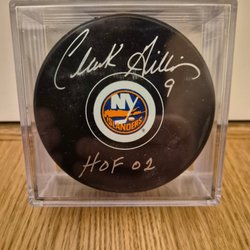 Clark Gillies
9
NY
ISLANDERS
HOF 02